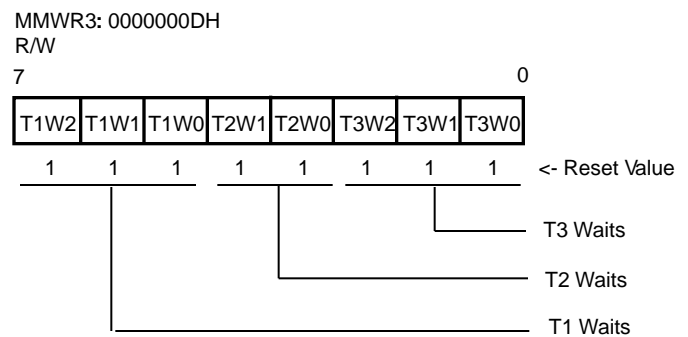 MMWR3: 0000000DH
R/W
7 0
T1W2 T1W1 T1W0 T2W1 T2W0 T3W2 T3W1 T3W0
1 1 1 1 1 1 1 1 <- Reset Value
T3 Waits
T2 Waits
T1 Waits